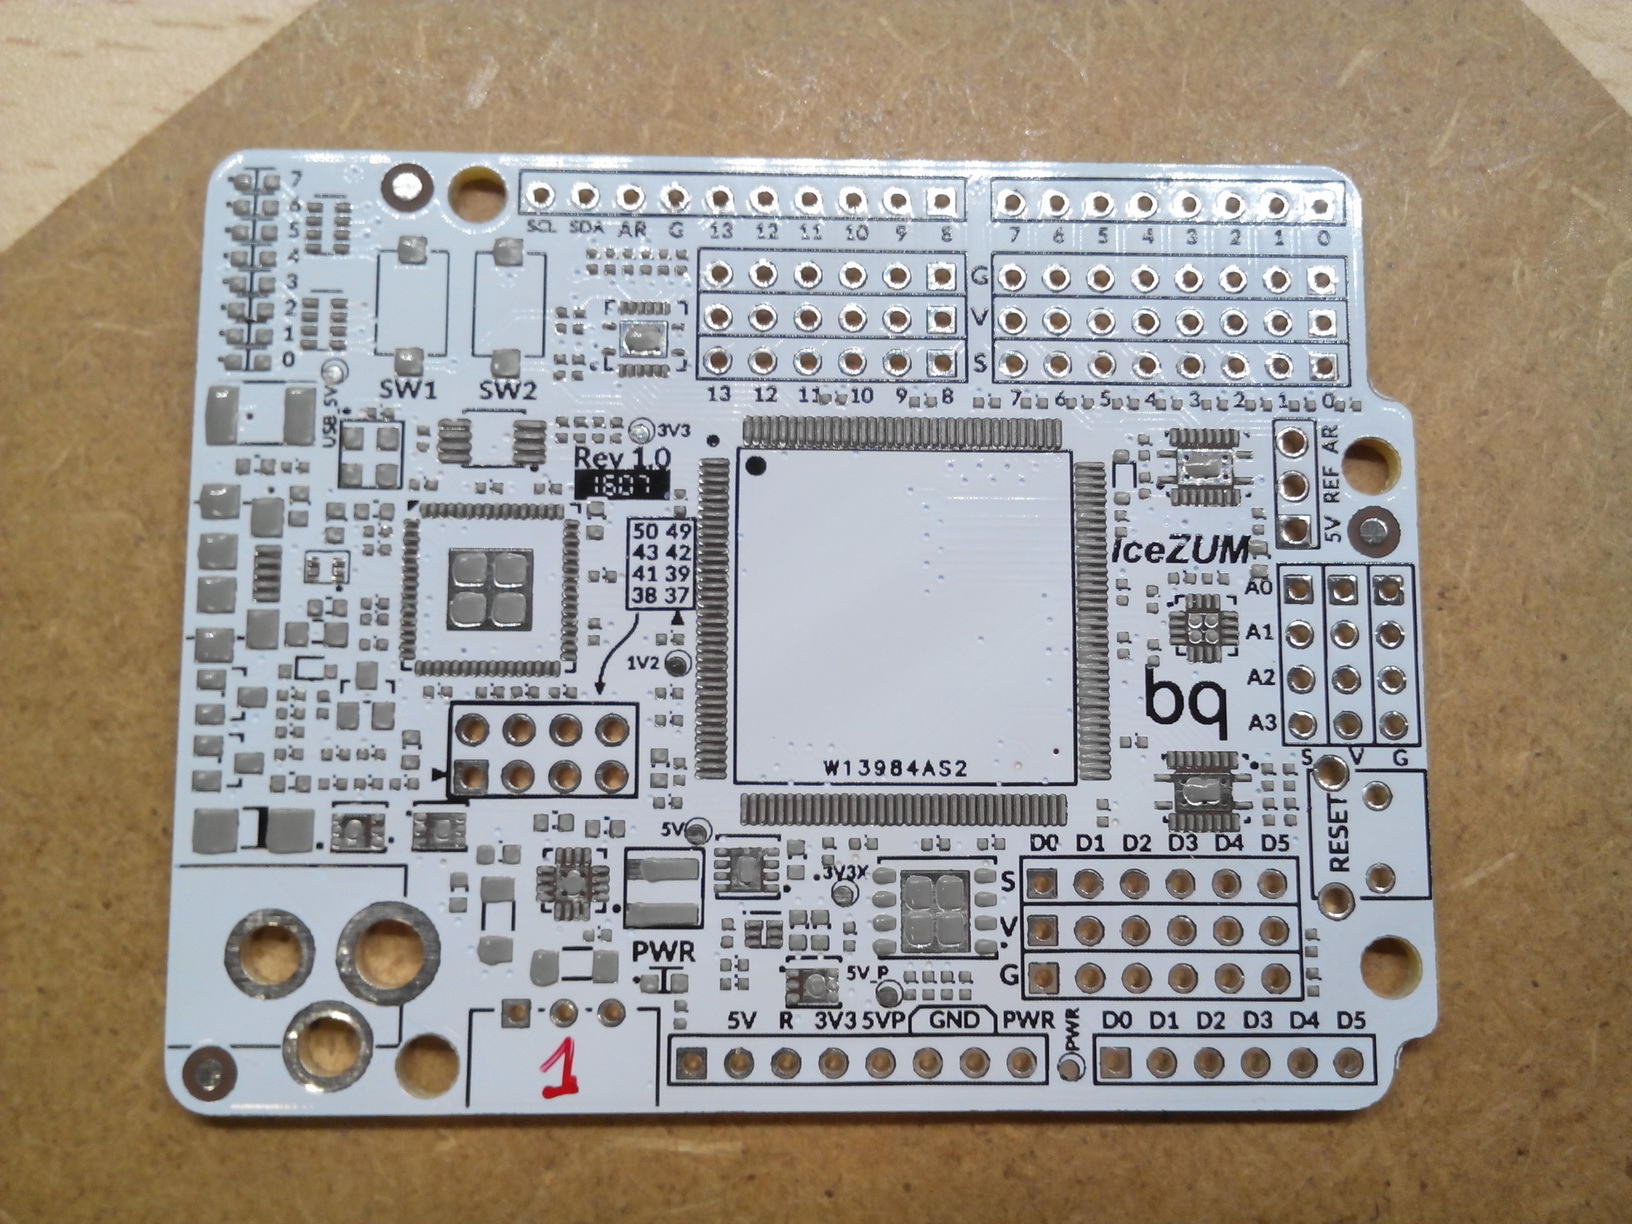 7
6
5
4
3
2
1
0
SCL SDA AR G 13 12 11 10 9 8
7 6 5 4 3 2 1 0
G
V
S
13 12 11 10 9 8
7 6 5 4 3 2 1 0
SW1 SW2
USB_5V
3V3
Rev 1.0
1607
50 49
43 42
41 39
38 37
1V2
W13984AS2
5V REF AR
IceZUM
A0
A1
A2
A3
S V G
bq
RESET
5V
3V3X
D0 D1 D2 D3 D4 D5
S
V
G
PWR
5V_P
5V R 3V3 5VP GND PWR
PWR
D0 D1 D2 D3 D4 D5
1